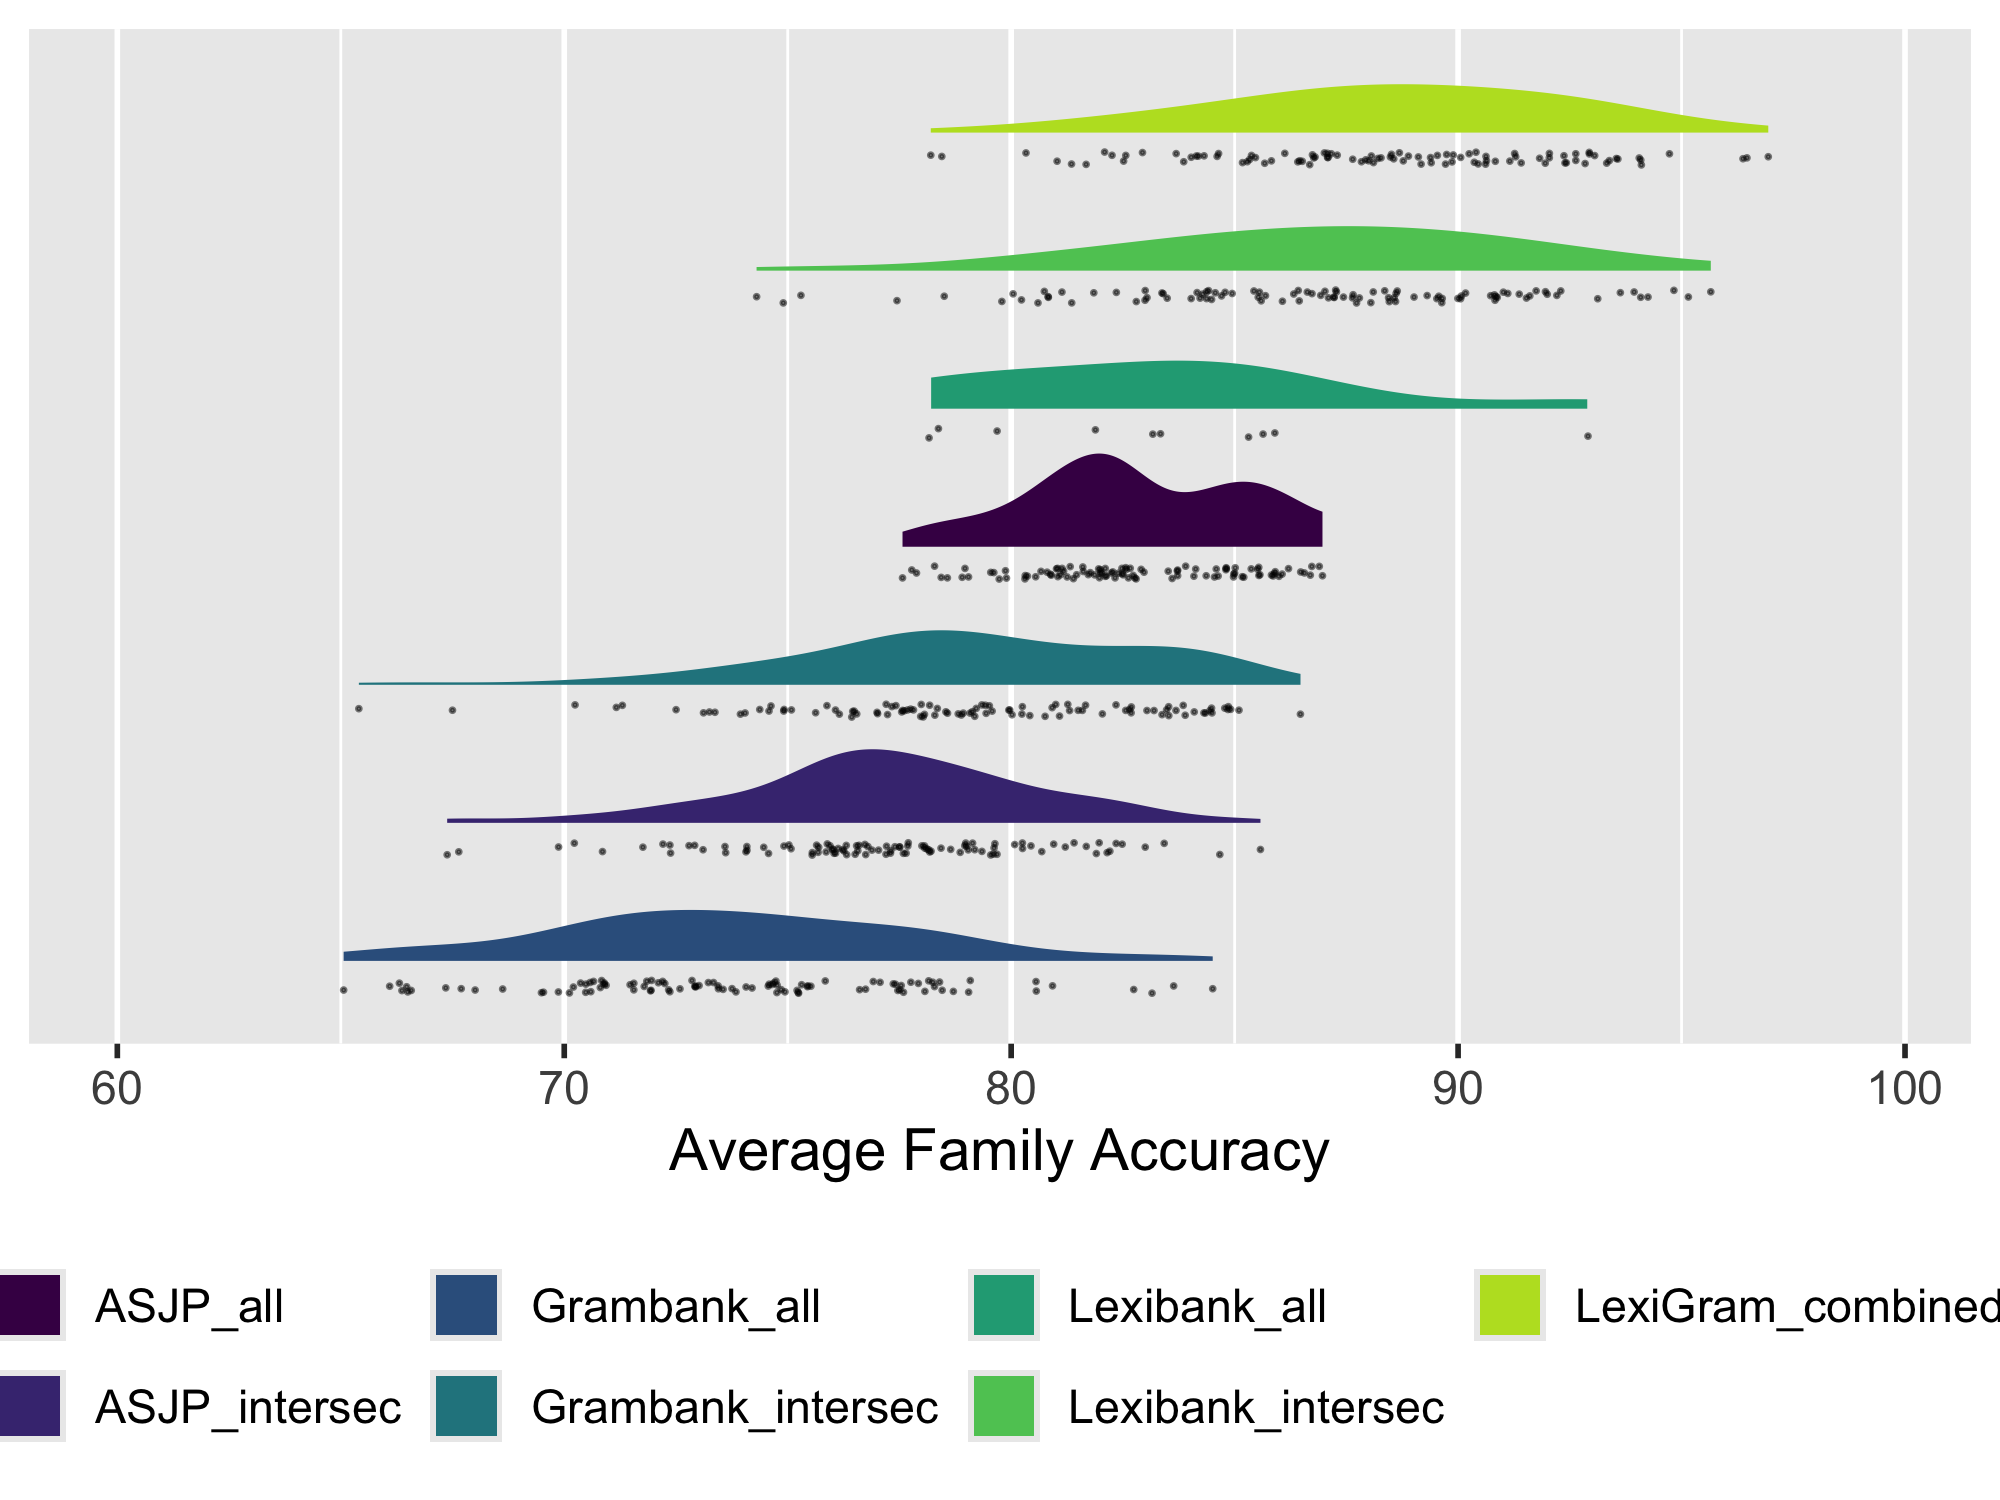 60 70 80 90 100
Average Family Accuracy
ASJP_all Grambank_all Lexibank_all LexiGram_combined
ASJP_intersec Grambank_intersec Lexibank_intersec